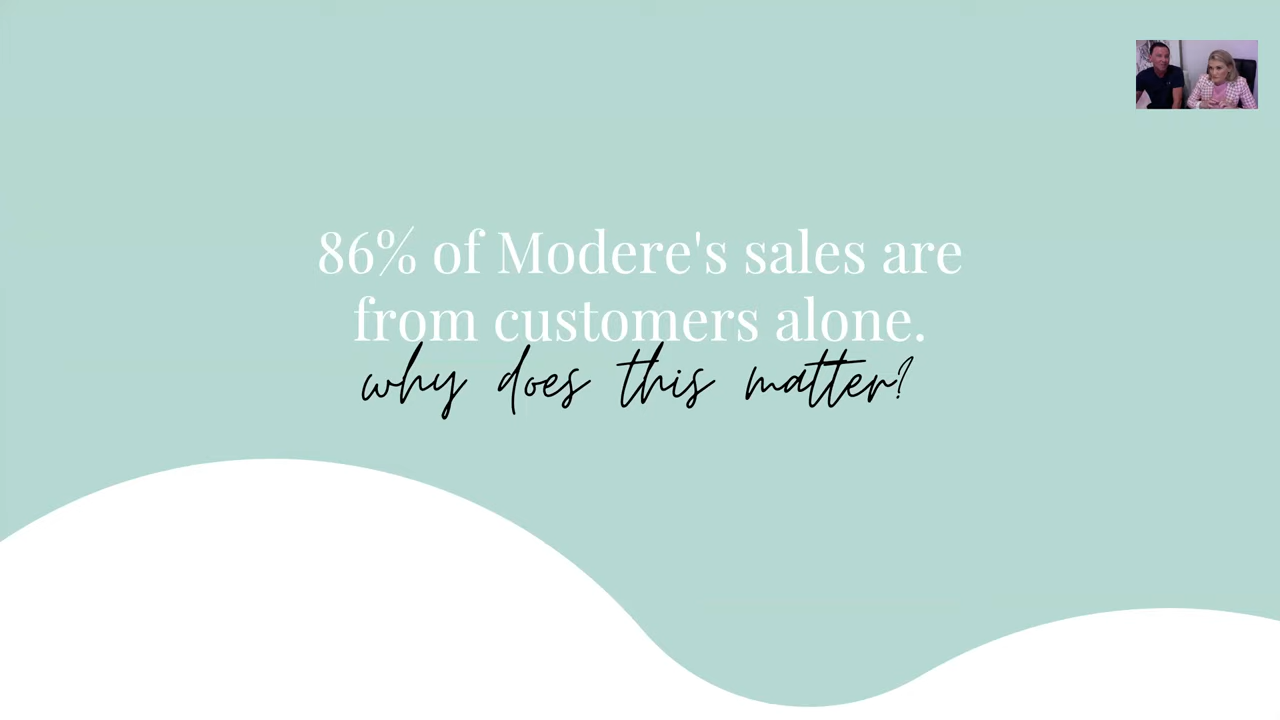 86% of Modere's sales are
from customers alone.
why does this matter?